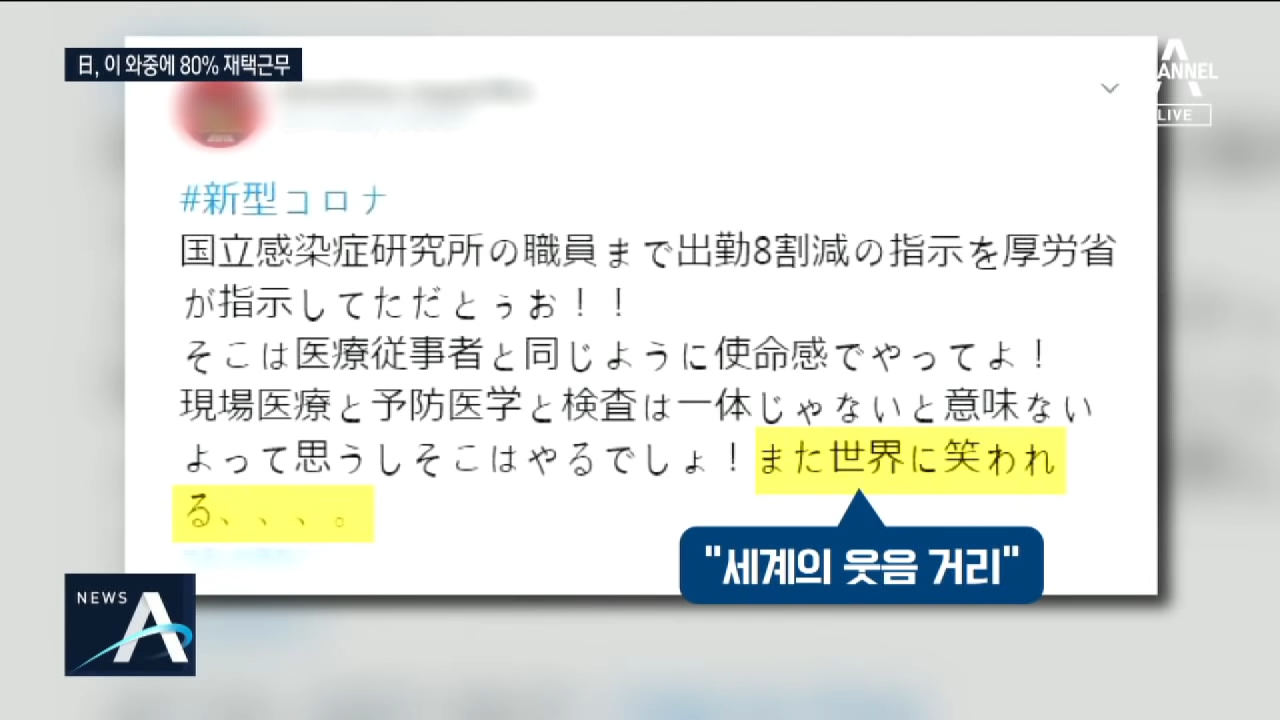 日, 이 와중에 80% 재택근무
CHANNEL A
LIVE
#新型コロナ
国立感染症研究所の職員まで出勤8割減の指示を厚労省
が指示してただとぅお！！
そこは医療従事者と同じように使命感でやってよ！
現場医療と予防医学と検査は一体じゃないと意味ない
よって思うしそこはやるでしょ！また世界に笑われ
る、、、。
"세계의 웃음 거리"
NEWS A